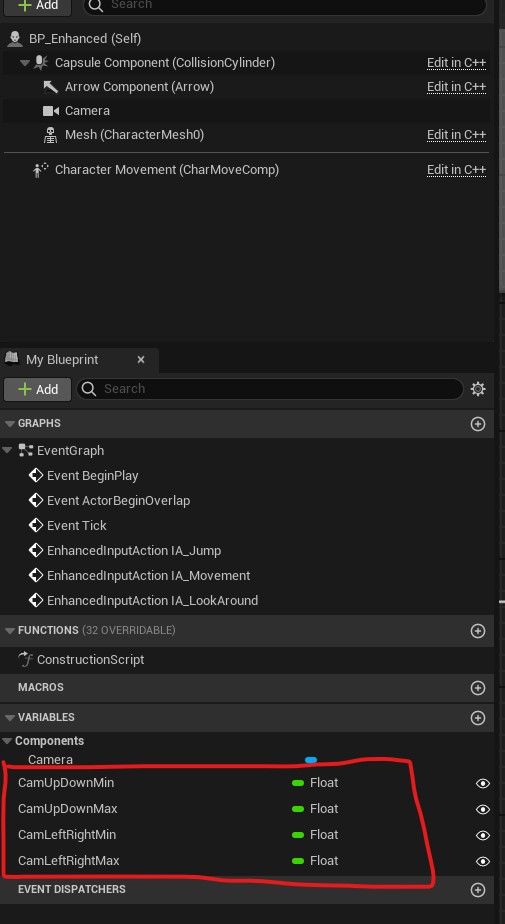 Add Search
BP_Enhanced (Self)
Capsule Component (CollisionCylinder) Edit in C++
Arrow Component (Arrow) Edit in C++
Camera
Mesh (CharacterMesh0) Edit in C++
Character Movement (CharMoveComp) Edit in C++
My Blueprint
Add Search
GRAPHS
EventGraph
Event BeginPlay
Event ActorBeginOverlap
Event Tick
EnhancedInputAction IA_Jump
EnhancedInputAction IA_Movement
EnhancedInputAction IA_LookAround
FUNCTIONS (32 OVERRIDABLE)
ConstructionScript
MACROS
VARIABLES
Components
Camera
CamUpDownMin Float
CamUpDownMax Float
CamLeftRightMin Float
CamLeftRightMax Float
EVENT DISPATCHERS